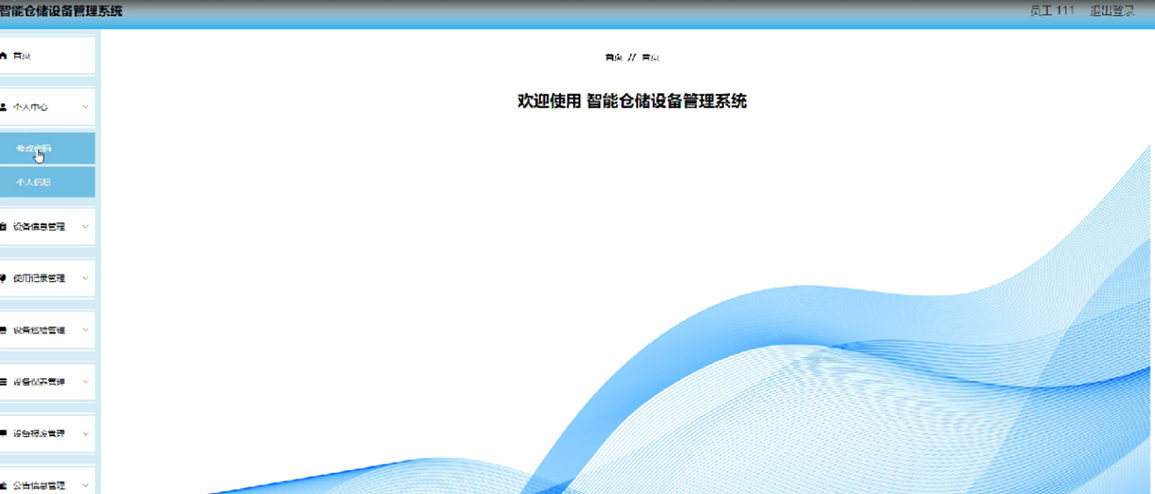 智能仓储设备管理系统
员工 111 退出登录
首页
首页 // 首页
个人中心
欢迎使用 智能仓储设备管理系统
修改密码
个人信息
设备信息管理
使用记录管理
设备巡检管理
设备保养管理
设备报废管理
公告信息管理